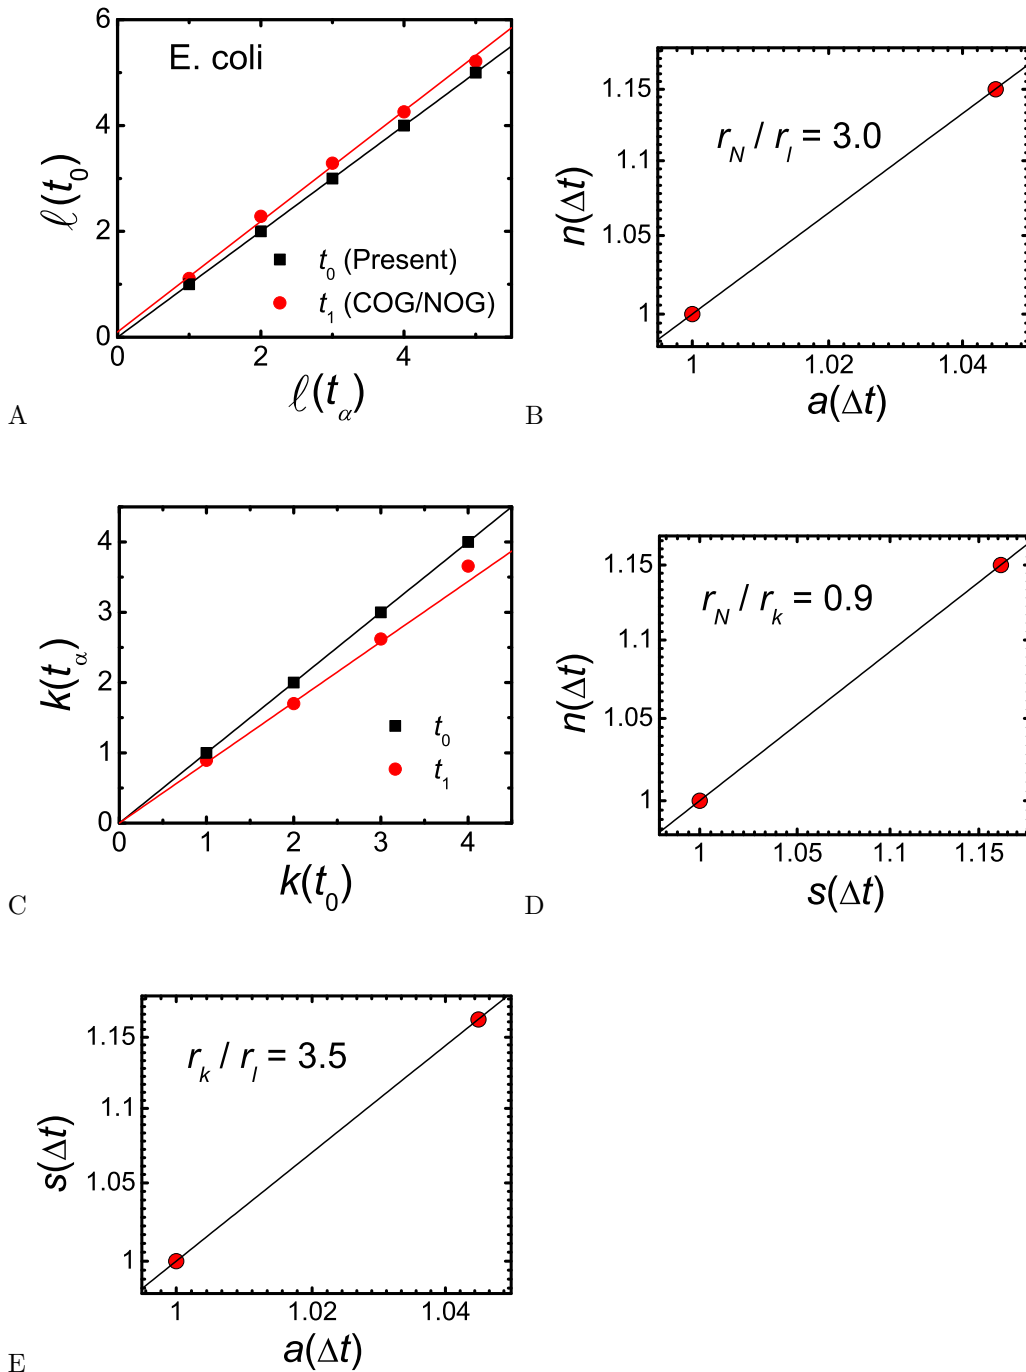 E. coli
6
4
2
0
0
2
4
ℓ(t0)
ℓ(tα)
t0 (Present)
t1 (COG/NOG)
A
rN / rl = 3.0
1.15
1.1
1.05
1
1
1.02
1.04
n(Δt)
a(Δt)
B
4
3
2
1
0
0
1
2
3
4
k(tα)
k(t0)
t0
t1
C
rN / rk = 0.9
1.15
1.1
1.05
1
1
1.05
1.1
1.15
n(Δt)
s(Δt)
D
rk / rl = 3.5
1.15
1.1
1.05
1
1
1.02
1.04
s(Δt)
a(Δt)
E